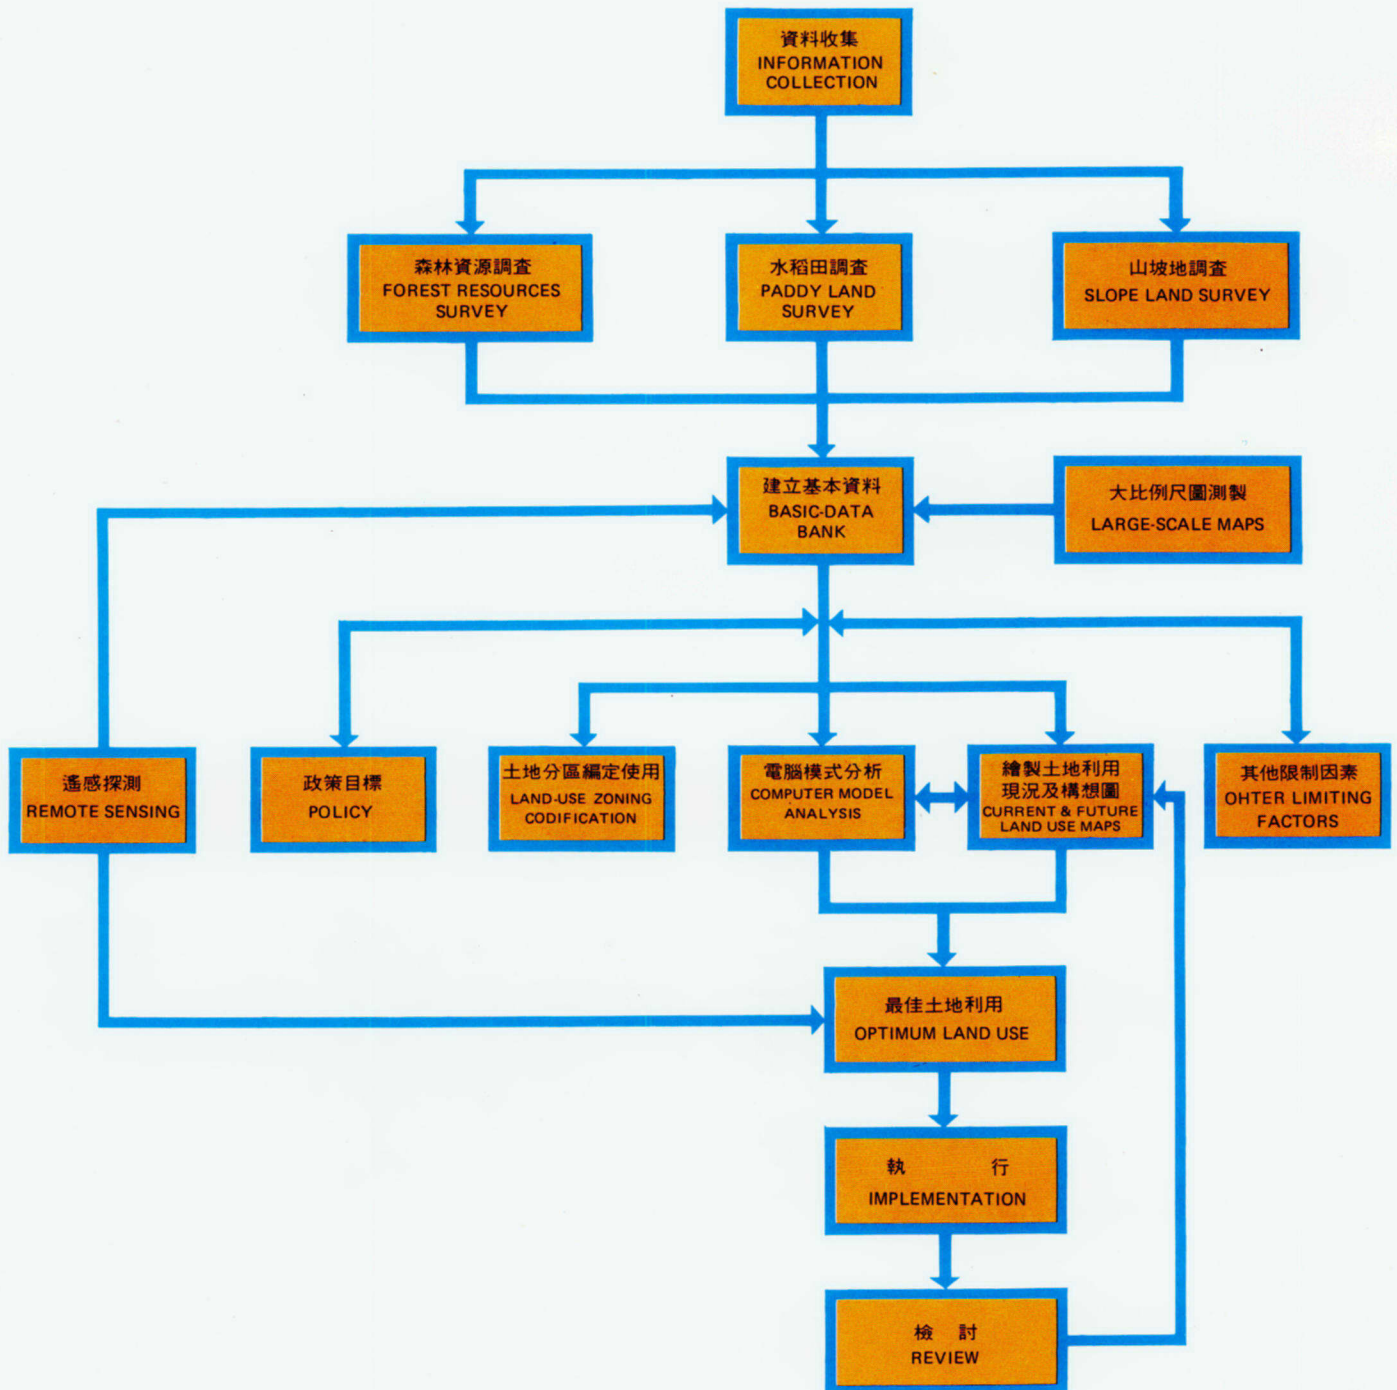 資料收集
INFORMATION
COLLECTION
森林資源調查
FOREST RESOURCES
SURVEY
水稻田調查
PADDY LAND
SURVEY
山坡地調查
SLOPE LAND SURVEY
建立基本資料
BASIC-DATA
BANK
大比例尺圖測製
LARGE-SCALE MAPS
遙感探測
REMOTE SENSING
政策目標
POLICY
土地分區編定使用
LAND-USE ZONING
CODIFICATION
電腦模式分析
COMPUTER MODEL
ANALYSIS
繪製土地利用
現況及構想圖
CURRENT & FUTURE
LAND USE MAPS
其他限制因素
OHTER LIMITING
FACTORS
最佳土地利用
OPTIMUM LAND USE
執 行
IMPLEMENTATION
檢 討
REVIEW